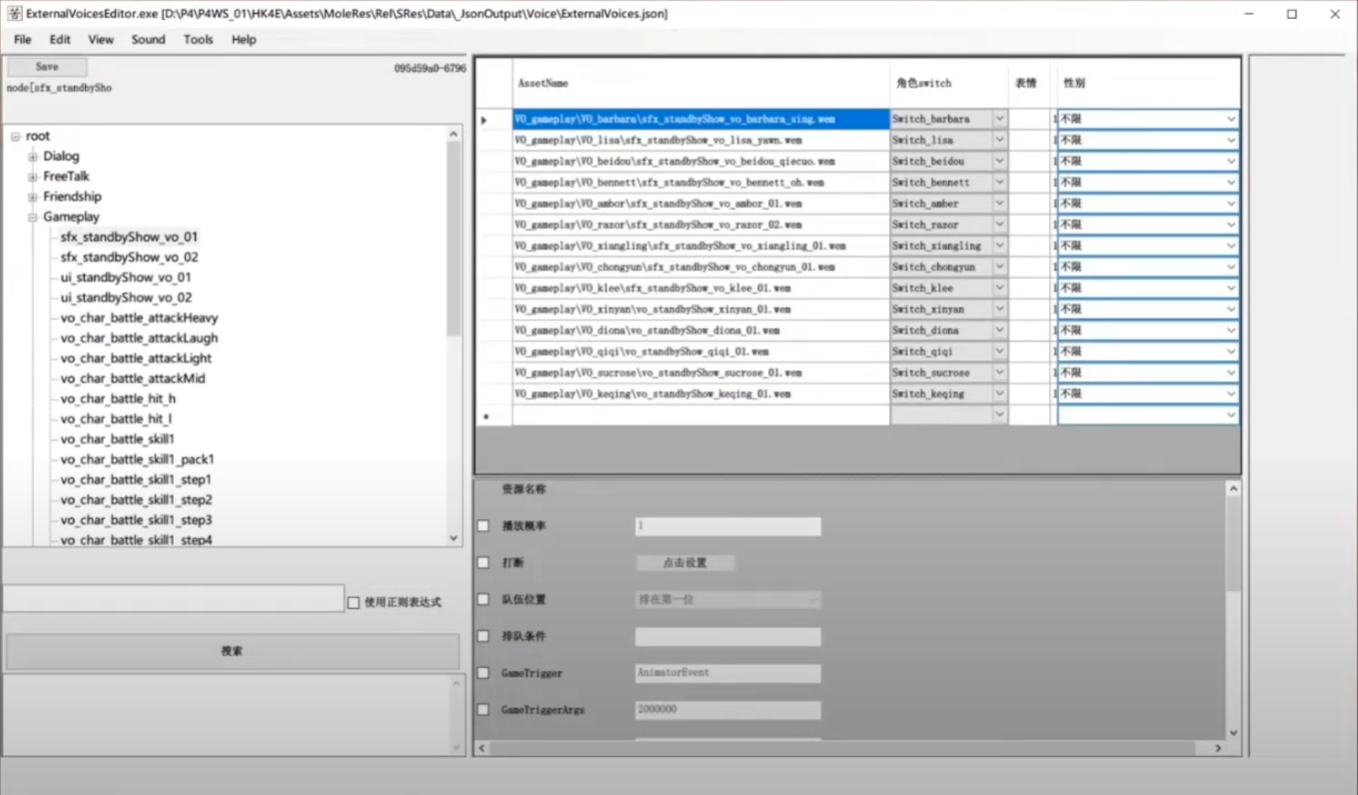 ExternalVoicesEditor.exe [D:\P4\P4WS_01\HK4E\Assets\MoleRes\Rel\SRes\Data\_JsonOutput\Voice\ExternalVoices.json]
File Edit View Sound Tools Help
Save
095d59a0-6796
node[sfx_standbySho
root
Dialog
FreeTalk
Friendship
Gameplay
sfx_standbyShow_vo_01
sfx_standbyShow_vo_02
ui_standbyShow_vo_01
ui_standbyShow_vo_02
vo_char_battle_attackHeavy
vo_char_battle_attackLaugh
vo_char_battle_attackLight
vo_char_battle_attackMid
vo_char_battle_hit_h
vo_char_battle_hit_l
vo_char_battle_skill1
vo_char_battle_skill1_pack1
vo_char_battle_skill1_step1
vo_char_battle_skill1_step2
vo_char_battle_skill1_step3
vo_char_battle_skill1_step4
使用正则表达式
搜索
AssetName 角色switch 表情 性别
VO_gameplay\VO_barbara\sfx_standbyShow_vo_barbara_sing.wem Switch_barbara 1 不限
VO_gameplay\VO_lisa\sfx_standbyShow_vo_lisa_yawn.wem Switch_lisa 1 不限
VO_gameplay\VO_beidou\sfx_standbyShow_vo_beidou_qiecuo.wem Switch_beidou 1 不限
VO_gameplay\VO_bennett\sfx_standbyShow_vo_bennett_oh.wem Switch_bennett 1 不限
VO_gameplay\VO_ambor\sfx_standbyShow_vo_ambor_01.wem Switch_amber 1 不限
VO_gameplay\VO_razor\sfx_standbyShow_vo_razor_02.wem Switch_razor 1 不限
VO_gameplay\VO_xiangling\sfx_standbyShow_vo_xiangling_01.wem Switch_xiangling 1 不限
VO_gameplay\VO_chongyun\sfx_standbyShow_vo_chongyun_01.wem Switch_chongyun 1 不限
VO_gameplay\VO_klee\sfx_standbyShow_vo_klee_01.wem Switch_klee 1 不限
VO_gameplay\VO_xinyan\vo_standbyShow_xinyan_01.wem Switch_xinyan 1 不限
VO_gameplay\VO_diona\vo_standbyShow_diona_01.wem Switch_diona 1 不限
VO_gameplay\VO_qiqi\vo_standbyShow_qiqi_01.wem Switch_qiqi 1 不限
VO_gameplay\VO_sucrose\vo_standbyShow_sucrose_01.wem Switch_sucrose 1 不限
VO_gameplay\VO_keqing\vo_standbyShow_keqing_01.wem Switch_keqing 1 不限
资源名称
播放概率 1
打断 点击设置
队伍位置 排在第一位
排队条件
GameTrigger AnimatorEvent
GameTriggerArgs 2000000